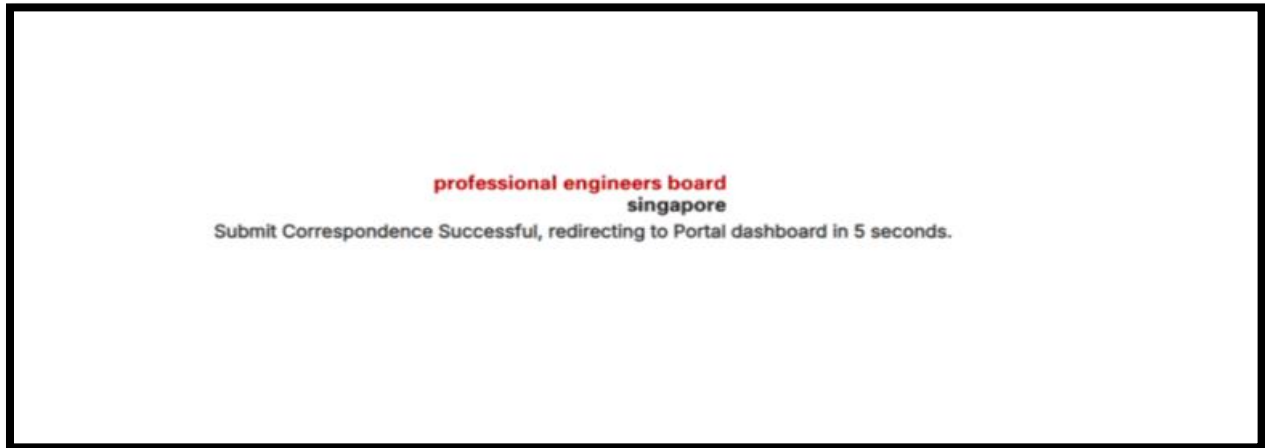 professional engineers board
singapore
Submit Correspondence Successful, redirecting to Portal dashboard in 5 seconds.